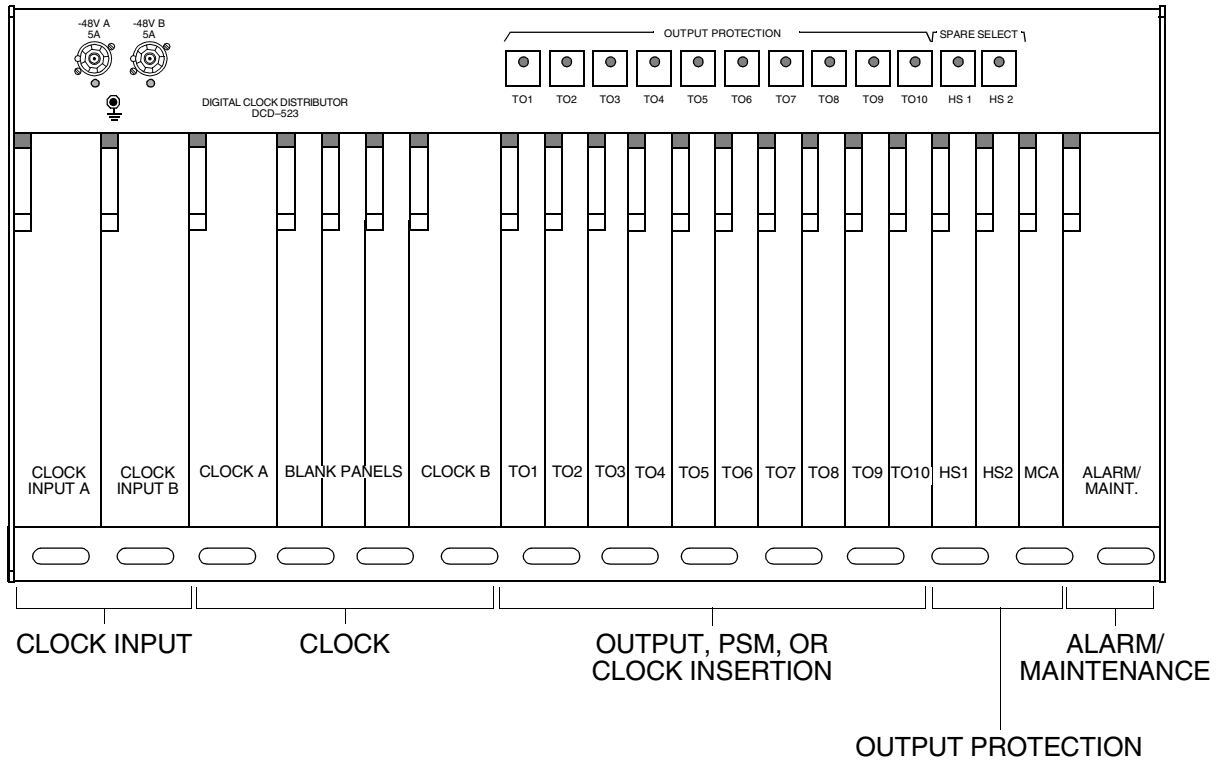 -48V A
5A
-48V B
5A
OUTPUT PROTECTION
SPARE SELECT
TO1 TO2 TO3 TO4 TO5 TO6 TO7 TO8 TO9 TO10 HS 1 HS 2
DIGITAL CLOCK DISTRIBUTOR
DCD–523
CLOCK
INPUT A
CLOCK
INPUT B
CLOCK A
BLANK PANELS
CLOCK B
TO1 TO2 TO3 TO4 TO5 TO6 TO7 TO8 TO9 TO10 HS1 HS2 MCA
ALARM/
MAINT.
CLOCK INPUT
CLOCK
OUTPUT, PSM, OR
CLOCK INSERTION
ALARM/
MAINTENANCE
OUTPUT PROTECTION